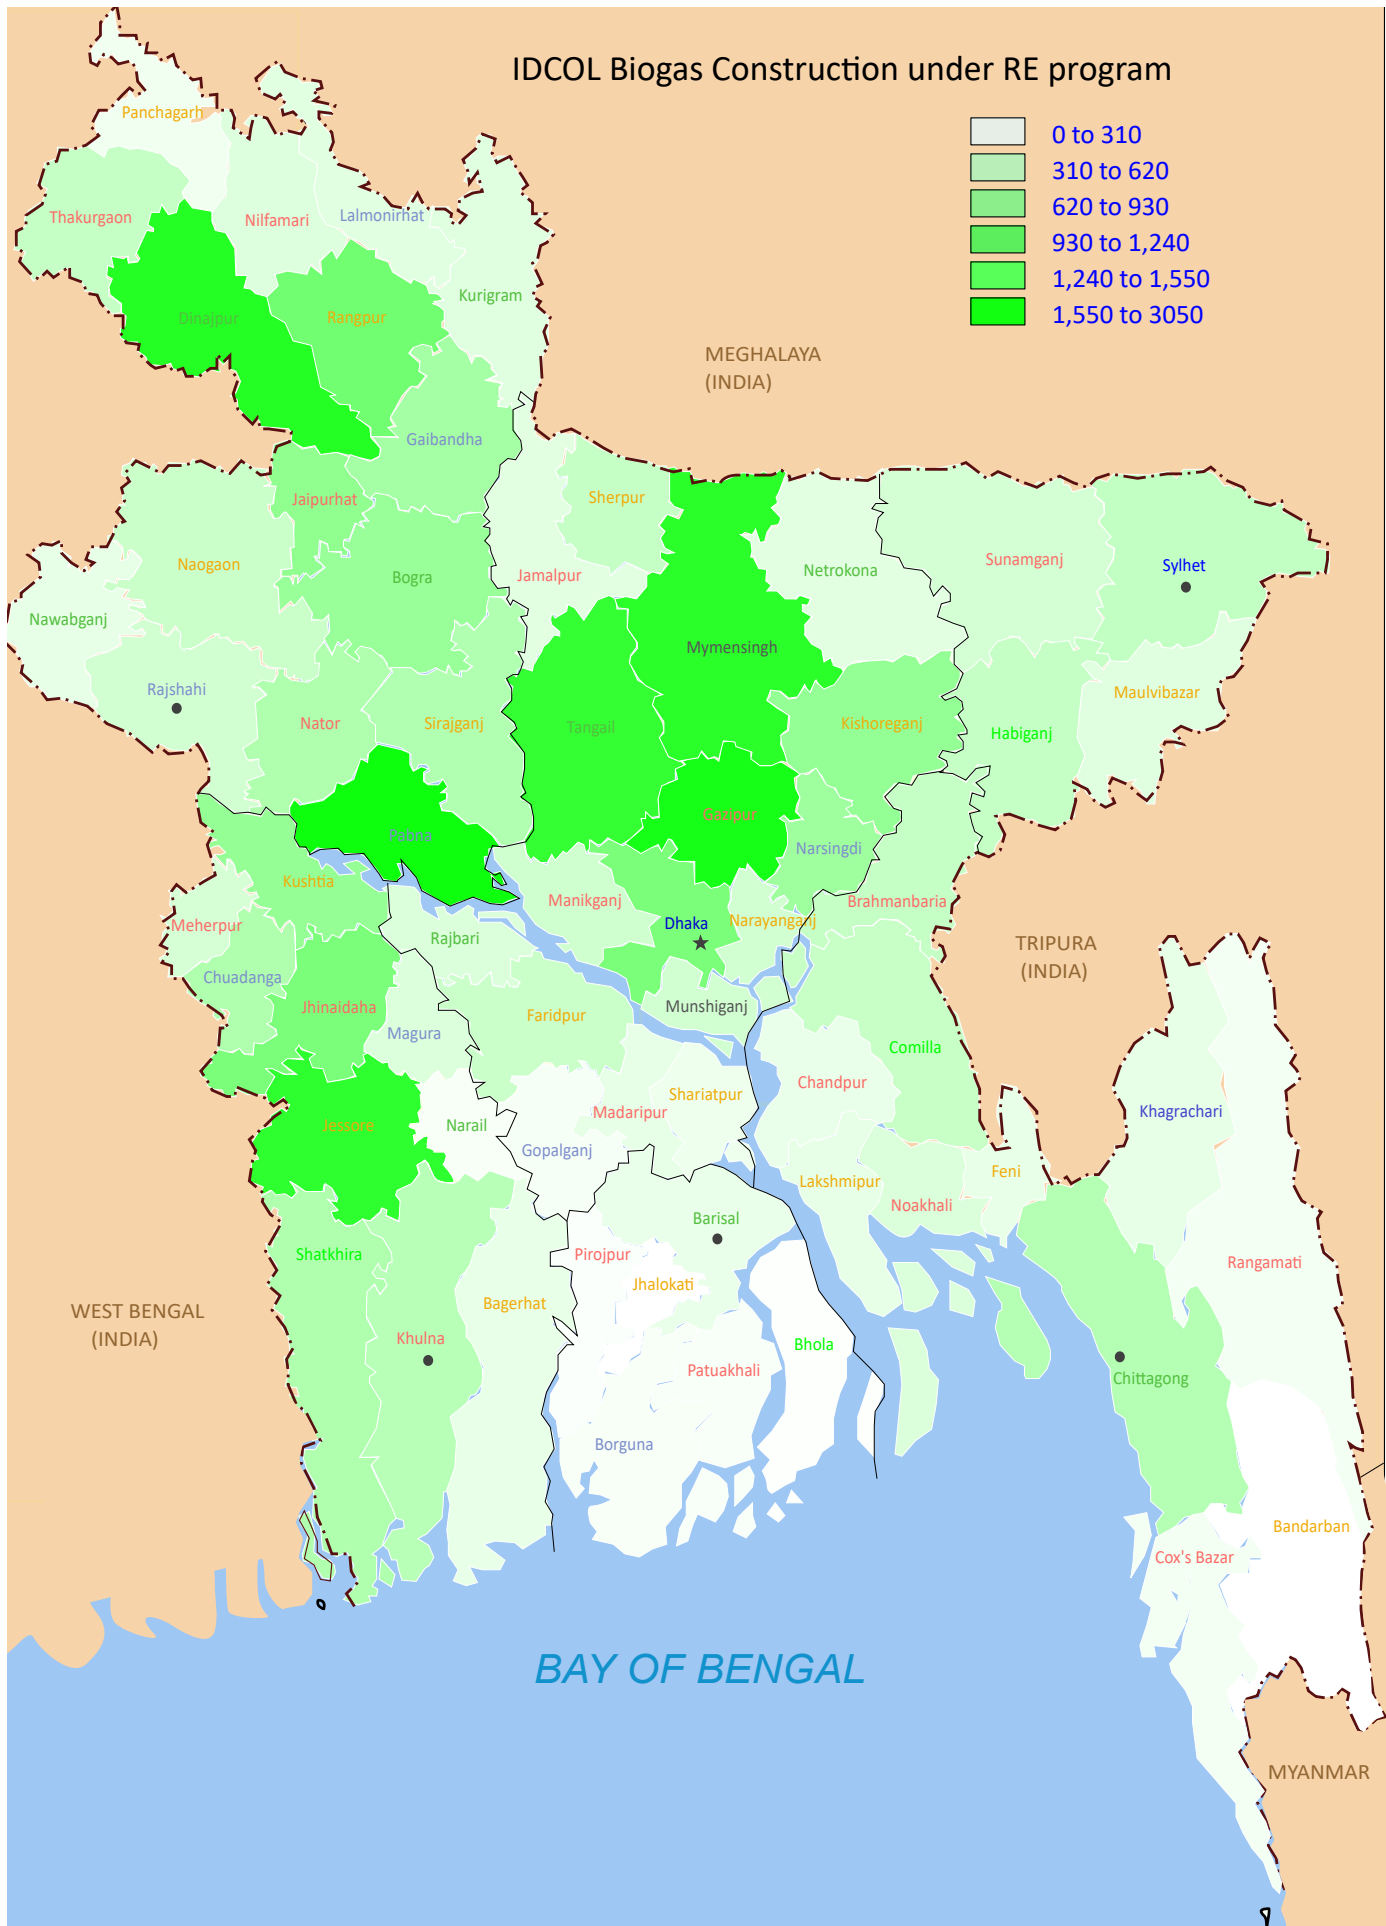 IDCOL Biogas Construction under RE program
0 to 310
310 to 620
620 to 930
930 to 1,240
1,240 to 1,550
1,550 to 3050
Panchagarh
Thakurgaon
Nilfamari
Lalmonirhat
Kurigram
Dinajpur
Rangpur
MEGHALAYA
(INDIA)
Gaibandha
Jaipurhat
Sherpur
Naogaon
Bogra
Jamalpur
Netrokona
Sunamganj
Sylhet
Nawabganj
Mymensingh
Rajshahi
Maulvibazar
Nator
Sirajganj
Tangail
Kishoreganj
Habiganj
Gazipur
Pabna
Narsingdi
Kushtia
Manikganj
Brahmanbaria
Meherpur
Dhaka
Narayanganj
Rajbari
TRIPURA
(INDIA)
Chuadanga
Jhinaidaha
Munshiganj
Faridpur
Magura
Comilla
Chandpur
Shariatpur
Khagrachari
Madaripur
Jessore
Narail
Gopalganj
Feni
Lakshmipur
Noakhali
Barisal
Shatkhira
Pirojpur
Rangamati
Jhalokati
Bagerhat
WEST BENGAL
(INDIA)
Khulna
Bhola
Patuakhali
Chittagong
Borguna
Bandarban
Cox's Bazar
BAY OF BENGAL
MYANMAR